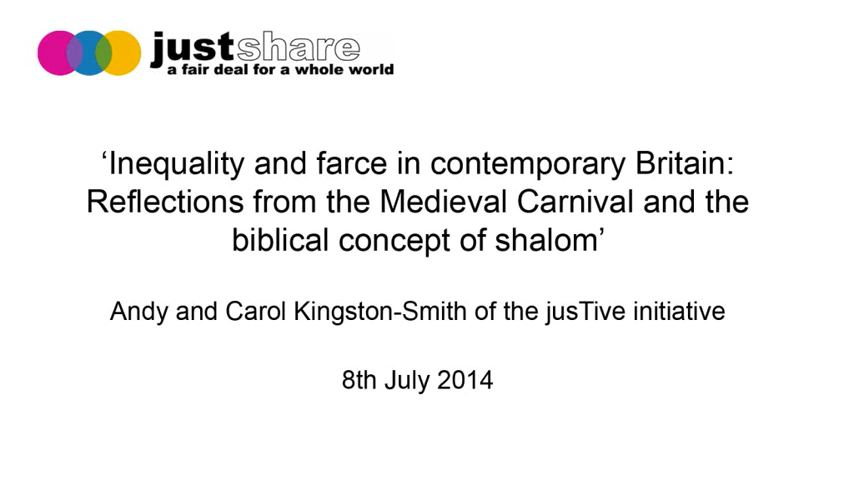 justshare
a fair deal for a whole world
‘Inequality and farce in contemporary Britain:
Reflections from the Medieval Carnival and the
biblical concept of shalom’
Andy and Carol Kingston-Smith of the jusTive initiative
8th July 2014